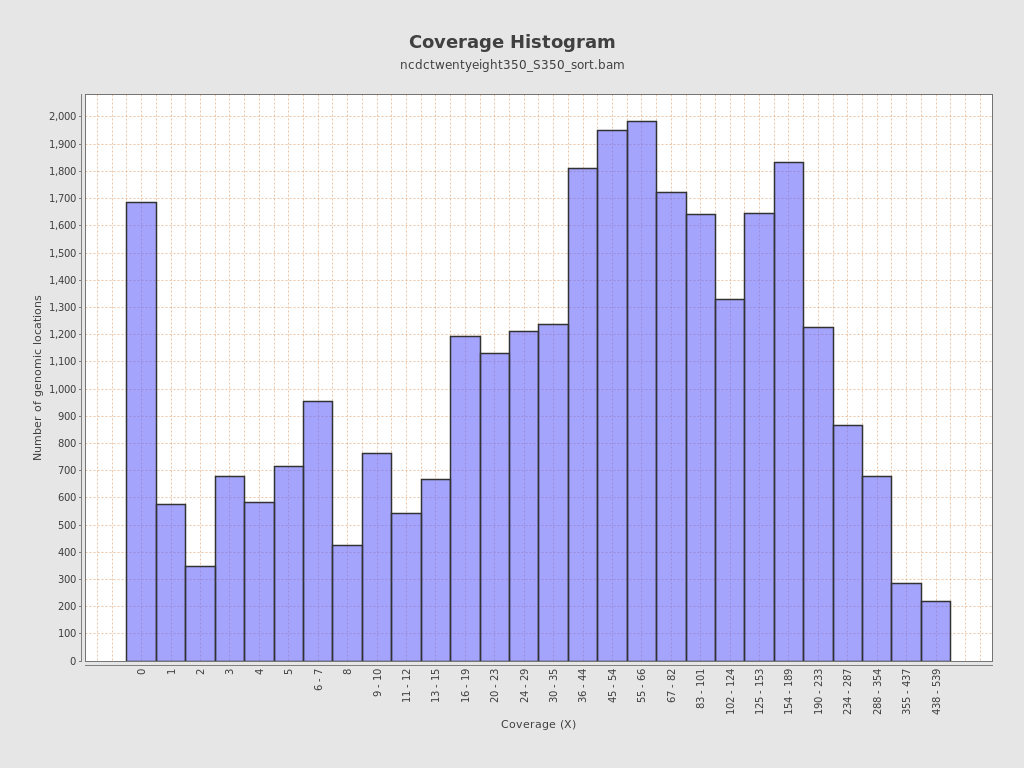 Coverage Histogram
ncdctwentyeight350_S350_sort.bam
Number of genomic locations
2,000
1,900
1,800
1,700
1,600
1,500
1,400
1,300
1,200
1,100
1,000
900
800
700
600
500
400
300
200
100
0
0
1
2
3
4
5
6 - 7
8
9 - 10
11 - 12
13 - 15
16 - 19
20 - 23
24 - 29
30 - 35
36 - 44
45 - 54
55 - 66
67 - 82
83 - 101
102 - 124
125 - 153
154 - 189
190 - 233
234 - 287
288 - 354
355 - 437
438 - 539
Coverage (X)